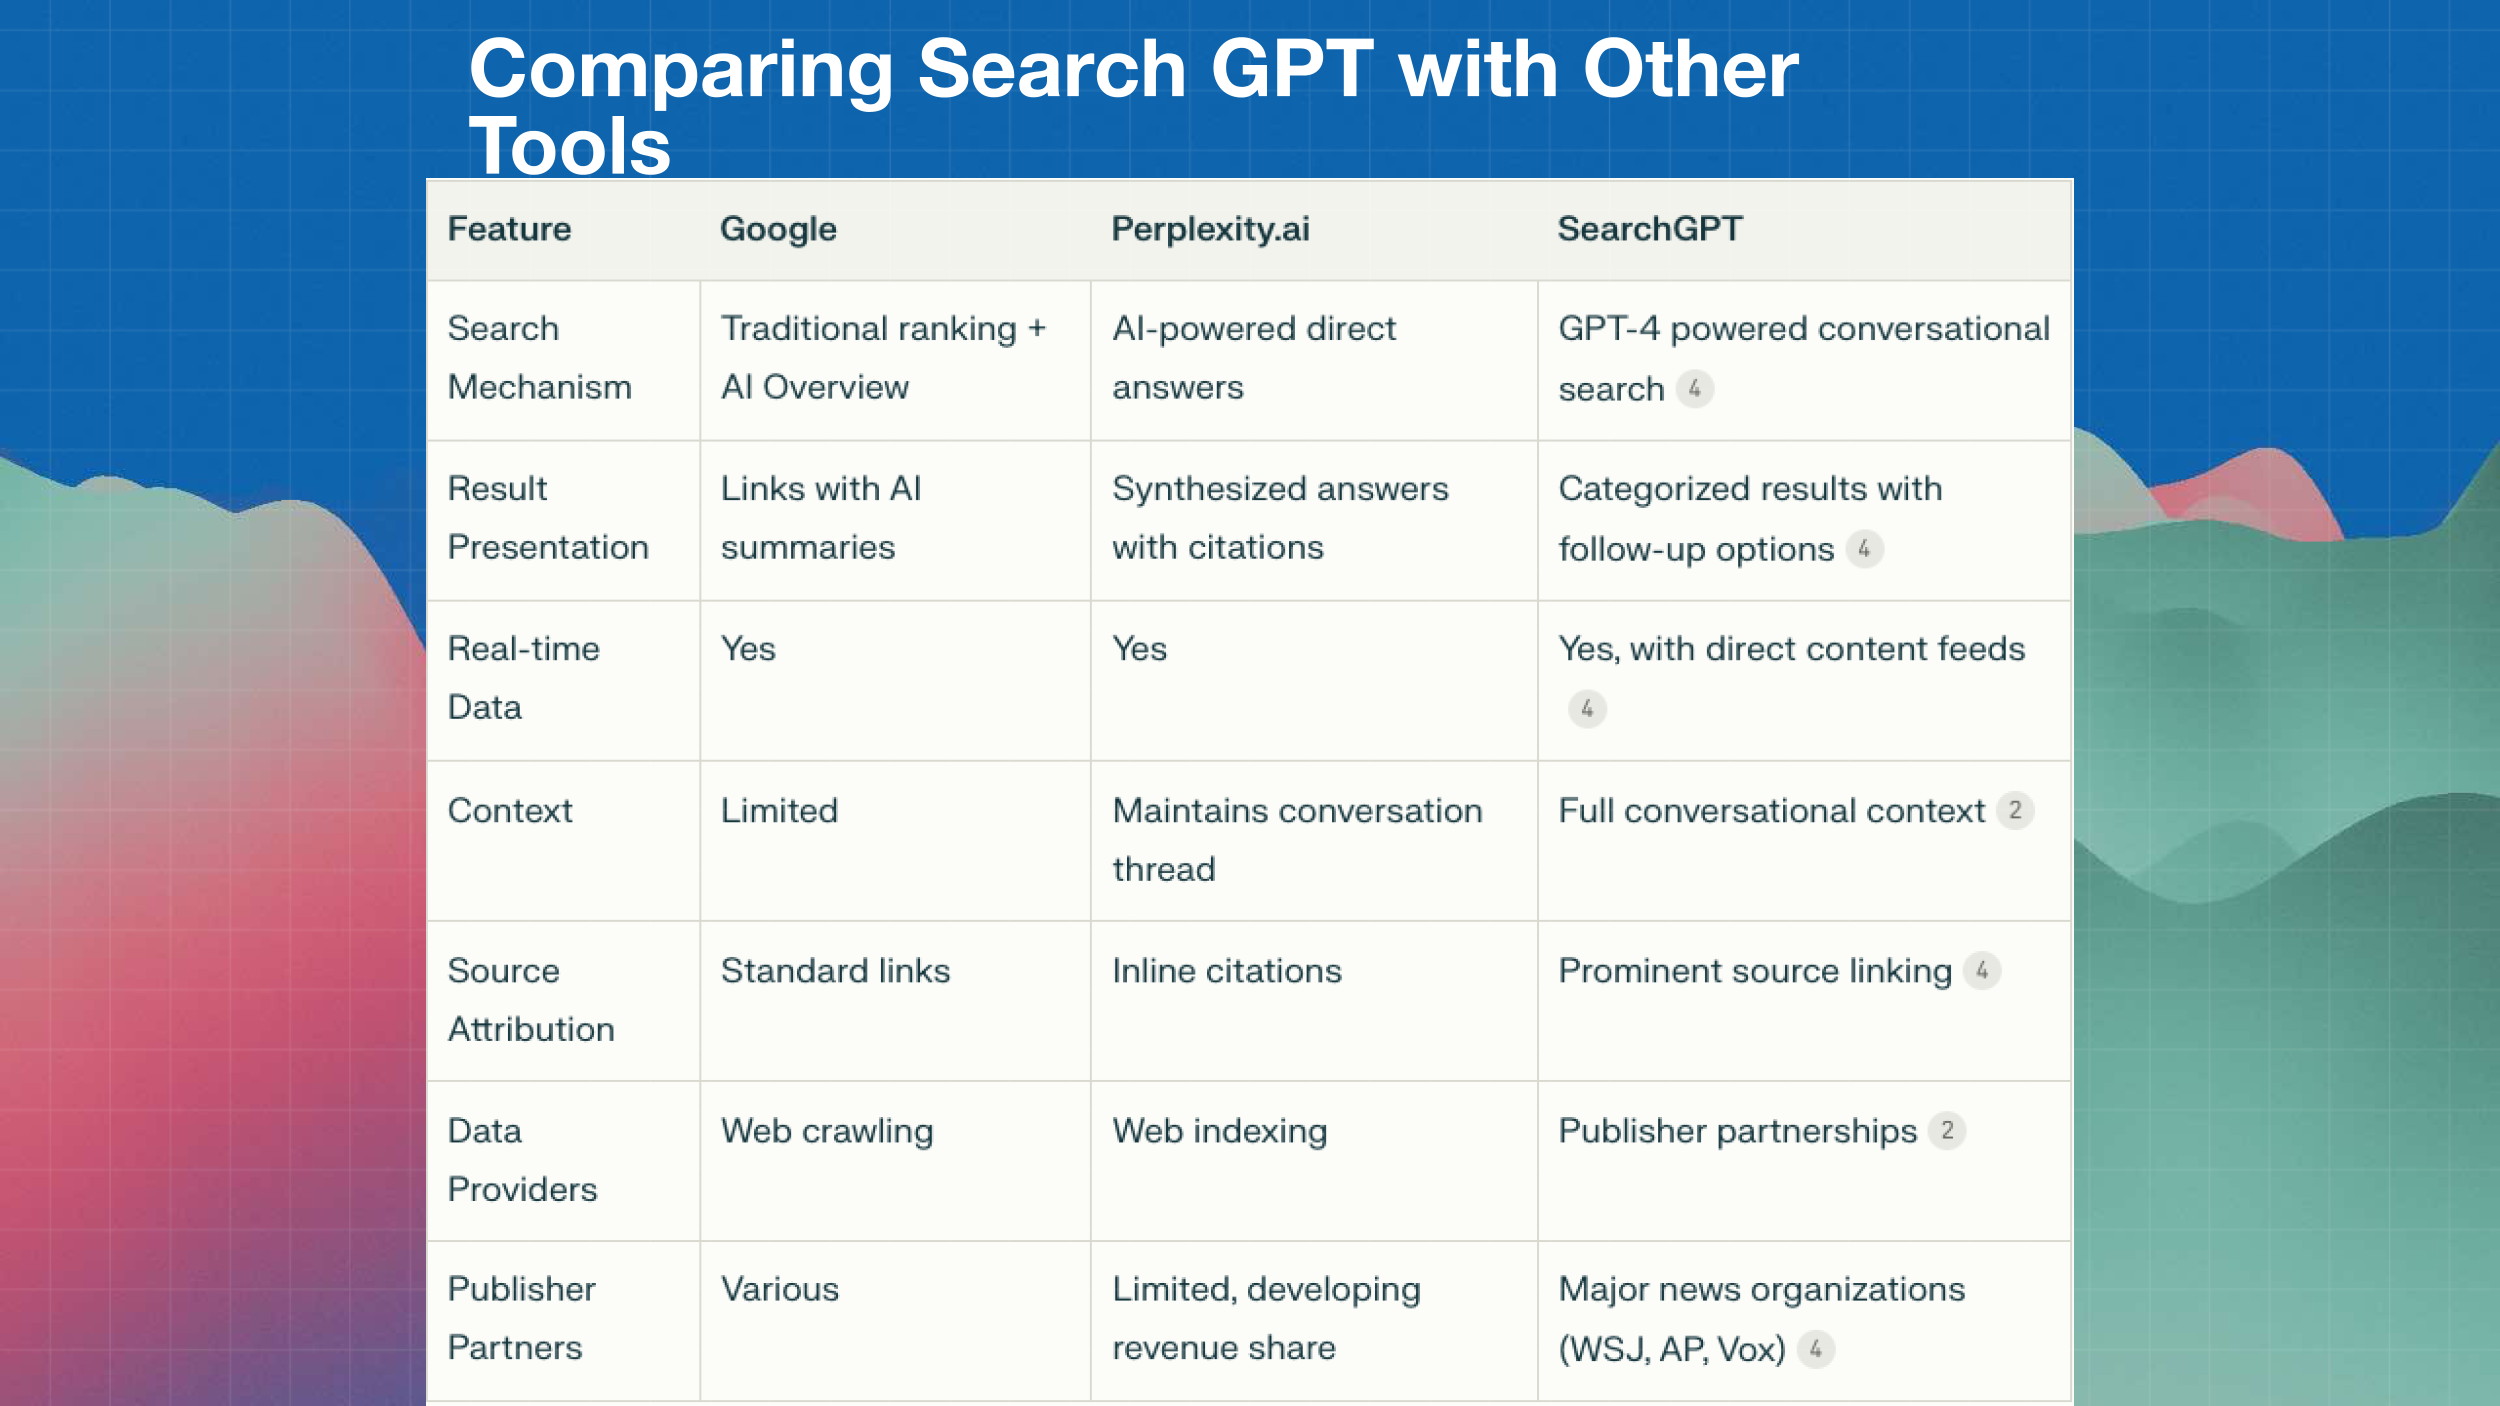 Comparing Search GPT with Other
Tools
Feature Google Perplexity.ai SearchGPT
Search Traditional ranking + AI-powered direct GPT-4 powered conversational
Mechanism AI Overview answers search 4
Result Links with AI Synthesized answers Categorized results with
Presentation summaries with citations follow-up options 4
Real-time Yes Yes Yes, with direct content feeds
Data 4
Context Limited Maintains conversation Full conversational context 2
thread
Source Standard links Inline citations Prominent source linking 4
Attribution
Data Web crawling Web indexing Publisher partnerships 2
Providers
Publisher Various Limited, developing Major news organizations
Partners revenue share (WSJ, AP, Vox) 4